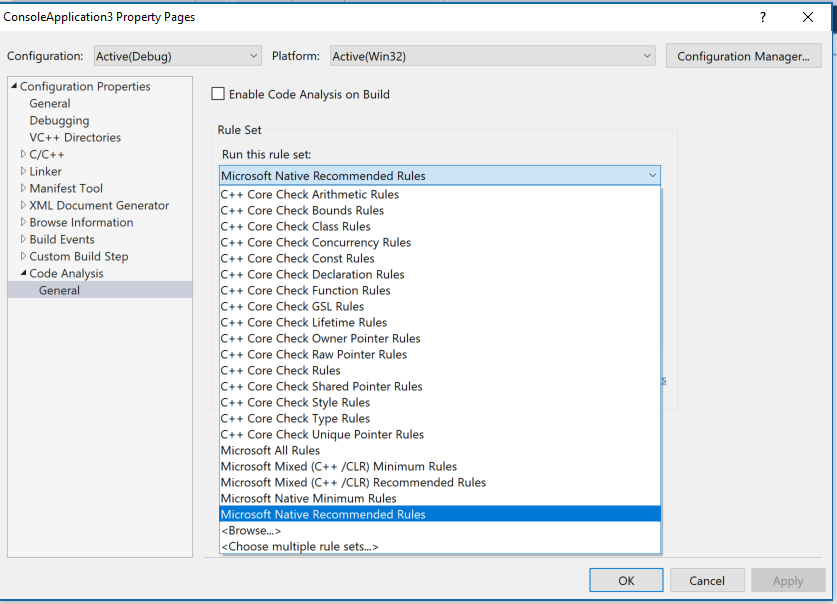 ConsoleApplication3 Property Pages
?
Configuration: Active(Debug) Platform: Active(Win32) Configuration Manager...
Configuration Properties
General
Debugging
VC++ Directories
C/C++
Linker
Manifest Tool
XML Document Generator
Browse Information
Build Events
Custom Build Step
Code Analysis
General
Enable Code Analysis on Build
Rule Set
Run this rule set:
Microsoft Native Recommended Rules
C++ Core Check Arithmetic Rules
C++ Core Check Bounds Rules
C++ Core Check Class Rules
C++ Core Check Concurrency Rules
C++ Core Check Const Rules
C++ Core Check Declaration Rules
C++ Core Check Function Rules
C++ Core Check GSL Rules
C++ Core Check Lifetime Rules
C++ Core Check Owner Pointer Rules
C++ Core Check Raw Pointer Rules
C++ Core Check Rules
C++ Core Check Shared Pointer Rules
C++ Core Check Style Rules
C++ Core Check Type Rules
C++ Core Check Unique Pointer Rules
Microsoft All Rules
Microsoft Mixed (C++ /CLR) Minimum Rules
Microsoft Mixed (C++ /CLR) Recommended Rules
Microsoft Native Minimum Rules
Microsoft Native Recommended Rules
<Browse...>
<Choose multiple rule sets...>
OK Cancel Apply